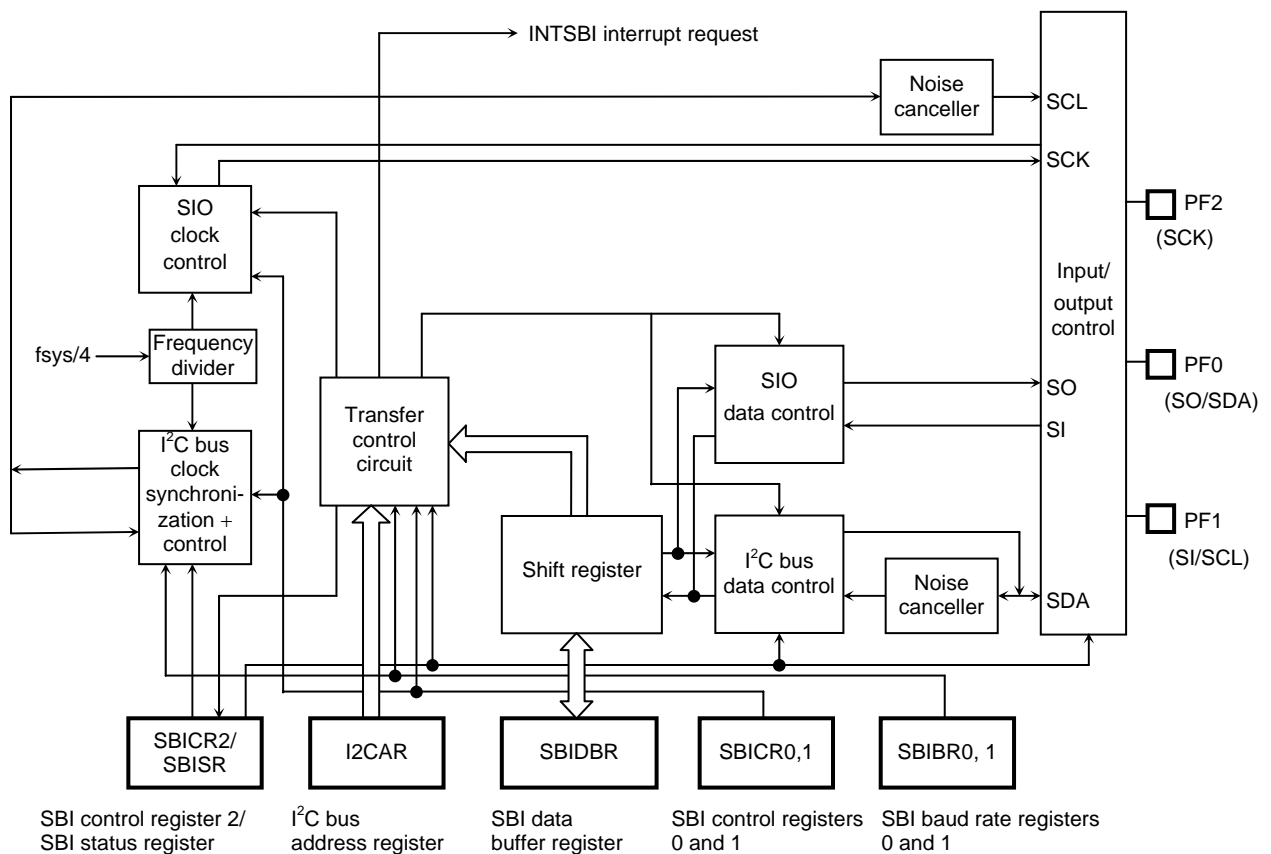 INTSBI interrupt request
Noise
canceller
SCL
SCK
SIO
clock
control
PF2
(SCK)
Input/
output
control
fsys/4
Frequency
divider
SIO
data control
SO
SI
PF0
(SO/SDA)
Transfer
control
circuit
I²C bus
clock
synchroni-
zation +
control
PF1
(SI/SCL)
Shift register
I²C bus
data control
Noise
canceller
SDA
SBICR2/
SBISR
I2CAR
SBIDBR
SBICR0,1
SBIBR0, 1
SBI control register 2/
SBI status register
I²C bus
address register
SBI data
buffer register
SBI control registers
0 and 1
SBI baud rate registers
0 and 1